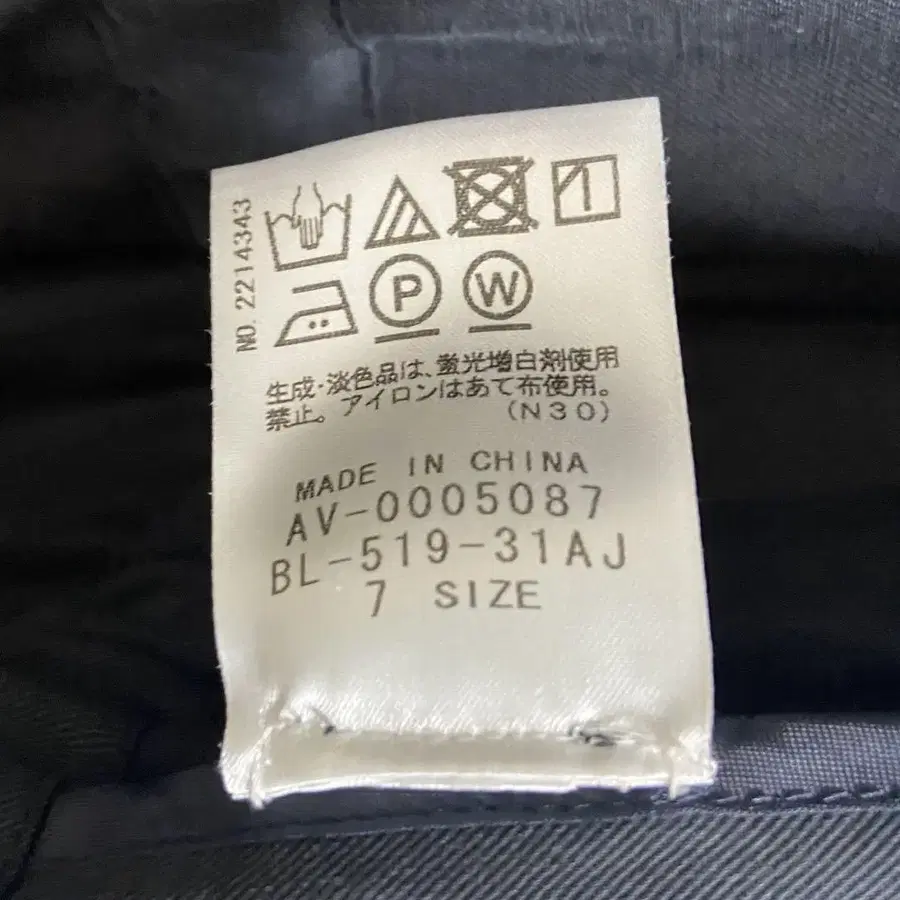 NO. 2214343
P
W
生成・淡色品は、蛍光増白剤使用
禁止。アイロンはあて布使用。
(N30)
MADE IN CHINA
AV-0005087
BL-519-31AJ
7 SIZE